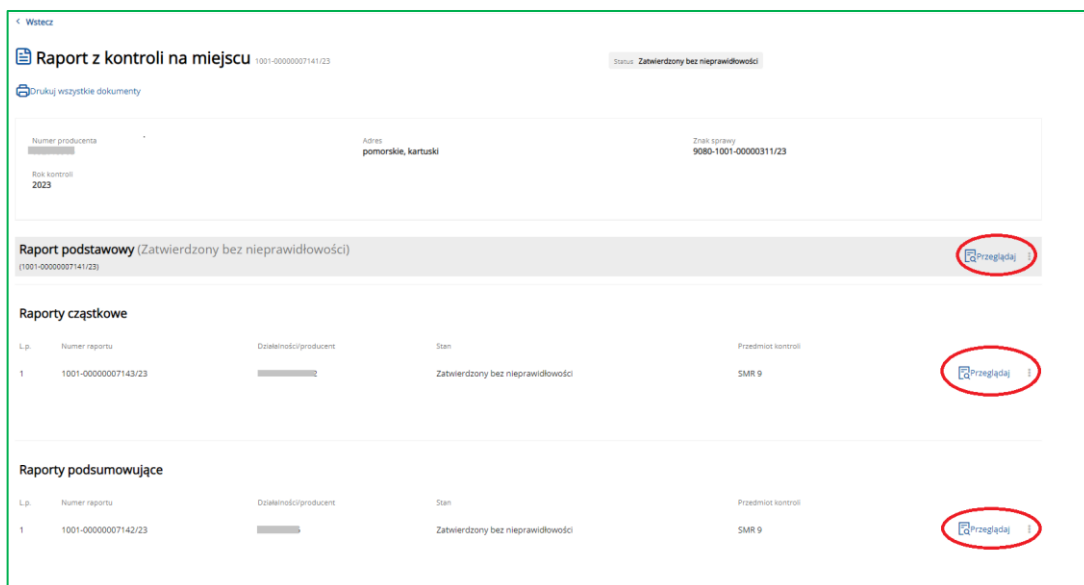 < Wstecz
Raport z kontroli na miejscu 1001-00000007141/23
Status Zatwierdzony bez nieprawidłowości
Drukuj wszystkie dokumenty
Numer producenta Adres Znak sprawy
pomorskie, kartuski 9080-1001-00000311/23
Rok kontroli
2023
Raport podstawowy (Zatwierdzony bez nieprawidłowości) Przeglądaj
(1001-00000007141/23)
Raporty cząstkowe
L.p. Numer raportu Działalności/producent Stan Przedmiot kontroli
1 1001-00000007143/23 Zatwierdzony bez nieprawidłowości SMR 9 Przeglądaj
Raporty podsumowujące
L.p. Numer raportu Działalności/producent Stan Przedmiot kontroli
1 1001-00000007142/23 Zatwierdzony bez nieprawidłowości SMR 9 Przeglądaj